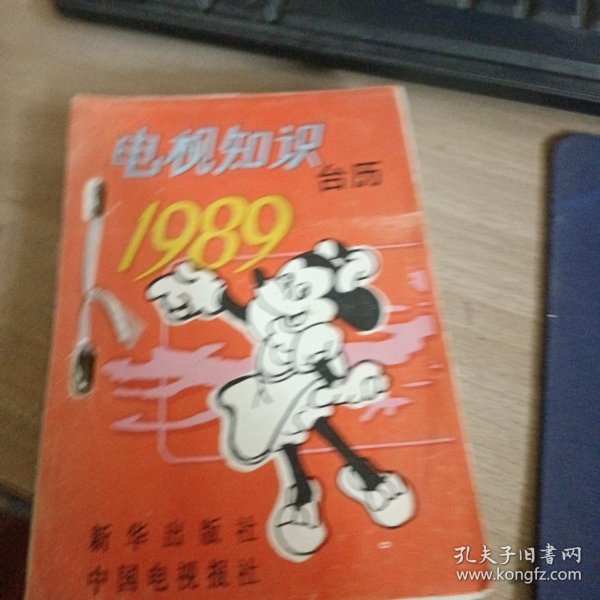 电视知识
台历
1989
新华出版社
中国电视报社
孔夫子旧书网
www.kongfz.com